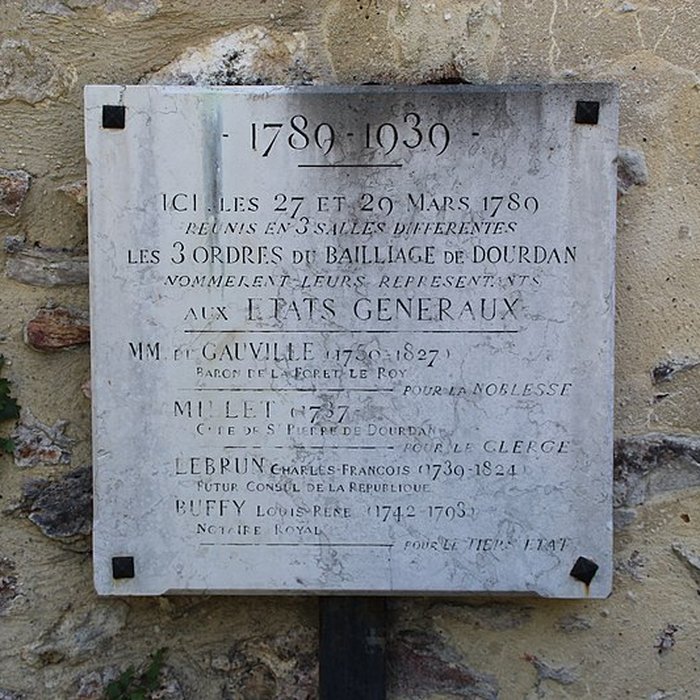 - 1789 - 1939 -
ICI . LES 27 ET 29 MARS 1789
REUNIS EN 3 SALLES DIFFERENTES
LES 3 ORDRES DU BAILLIAGE DE DOURDAN
NOMMERENT LEURS REPRESENTANTS
AUX ETATS GENERAUX
MM. DU GAUVILLE (1750-1827)
BARON DE LA FORET-LE ROY
POUR LA NOBLESSE
MILLET (1737-
C DE St PIERRE DE DOURDAN
POUR LE CLERGE
LEBRUN CHARLES-FRANCOIS (1739-1824)
FUTUR CONSUL DE LA REPUBLIQUE
BUFFY LOUIS-RENE (1742-1798)
NOTAIRE ROYAL
POUR LE TIERS ETAT